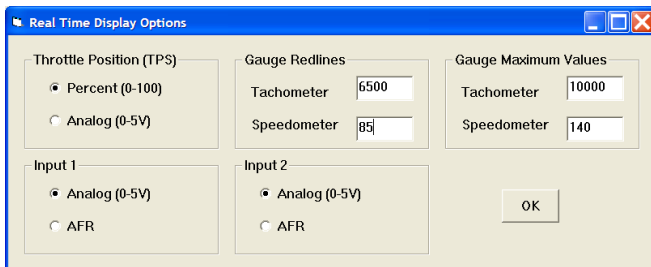 Real Time Display Options
Throttle Position (TPS)
Percent (0-100)
Analog (0-5V)
Gauge Redlines
Tachometer 6500
Speedometer 85
Gauge Maximum Values
Tachometer 10000
Speedometer 140
Input 1
Analog (0-5V)
AFR
Input 2
Analog (0-5V)
AFR
OK